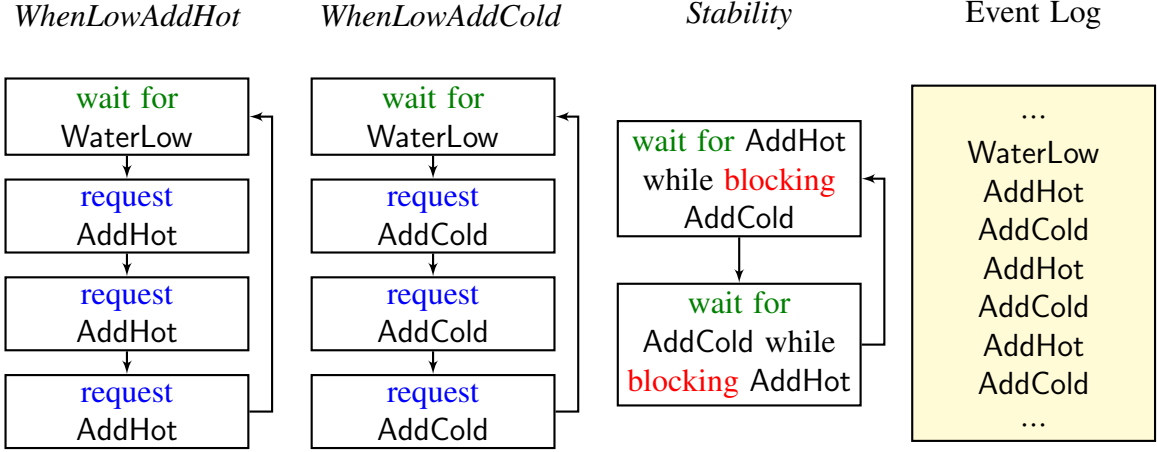 WhenLowAddHot
wait for
WaterLow
request
AddHot
request
AddHot
request
AddHot
WhenLowAddCold
wait for
WaterLow
request
AddCold
request
AddCold
request
AddCold
Stability
wait for AddHot
while blocking
AddCold
wait for
AddCold while
blocking AddHot
Event Log
...
WaterLow
AddHot
AddCold
AddHot
AddCold
AddHot
AddCold
...